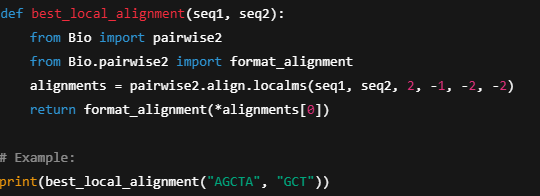 def best_local_alignment(seq1, seq2):
    from Bio import pairwise2
    from Bio.pairwise2 import format_alignment
    alignments = pairwise2.align.localms(seq1, seq2, 2, -1, -2, -2)
    return format_alignment(*alignments[0])
# Example:
print(best_local_alignment("AGCTA", "GCT"))